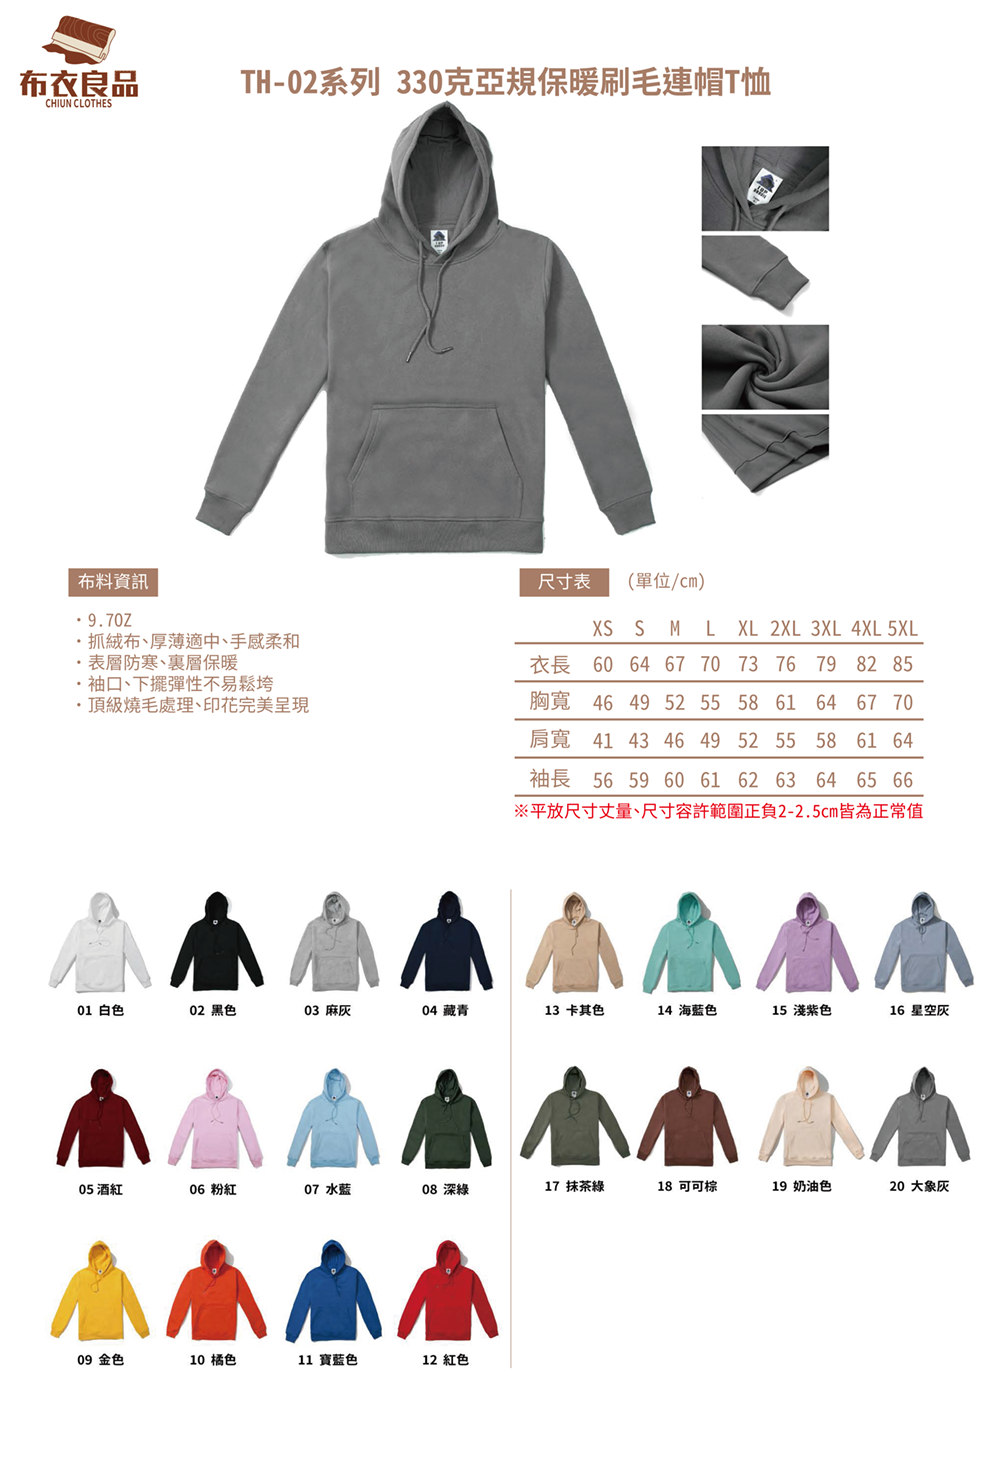 布衣良品
CHIUN CLOTHES
TH-02系列 330克亞規保暖刷毛連帽T恤
TOP
布料資訊
・9.7OZ
・抓絨布、厚薄適中、手感柔和
・表層防寒、裏層保暖
・袖口、下擺彈性不易鬆垮
・頂級燒毛處理、印花完美呈現
尺寸表 (單位/cm)
XS S M L XL 2XL 3XL 4XL 5XL
衣長 60 64 67 70 73 76 79 82 85
胸寬 46 49 52 55 58 61 64 67 70
肩寬 41 43 46 49 52 55 58 61 64
袖長 56 59 60 61 62 63 64 65 66
※平放尺寸丈量、尺寸容許範圍正負2-2.5cm皆為正常值
01 白色
02 黑色
03 麻灰
04 藏青
13 卡其色
14 海藍色
15 淺紫色
16 星空灰
05 酒紅
06 粉紅
07 水藍
08 深綠
17 抹茶綠
18 可可棕
19 奶油色
20 大象灰
09 金色
10 橘色
11 寶藍色
12 紅色